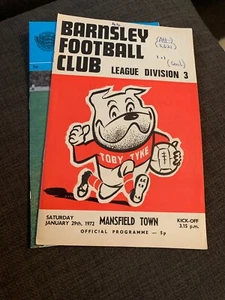 BARNSLEY
FOOTBALL
CLUB
LEAGUE DIVISION 3
TOBY TYKE
SATURDAY
JANUARY 29th, 1972
MANSFIELD TOWN
KICK-OFF
3.15 p.m.
OFFICIAL PROGRAMME — 5p